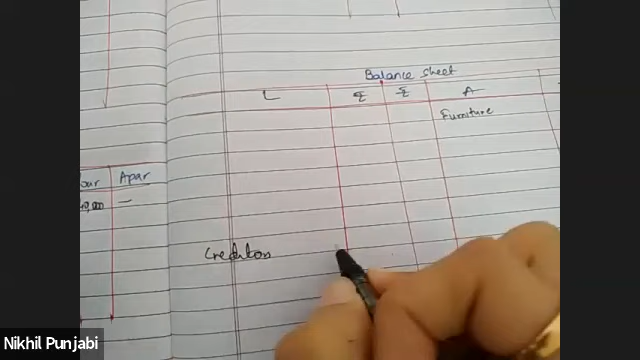 Balance Sheet
L ₹ ₹ A
Furniture
Apar
—
Creditors
Nikhil Punjabi